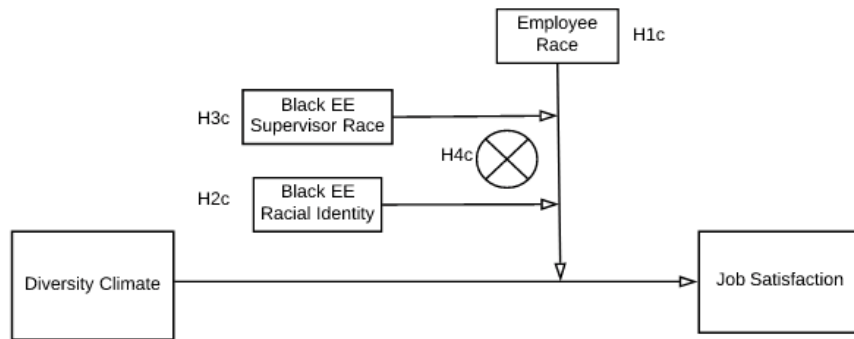 Employee
Race
H1c
H3c
Black EE
Supervisor Race
H4c
H2c
Black EE
Racial Identity
Diversity Climate
Job Satisfaction